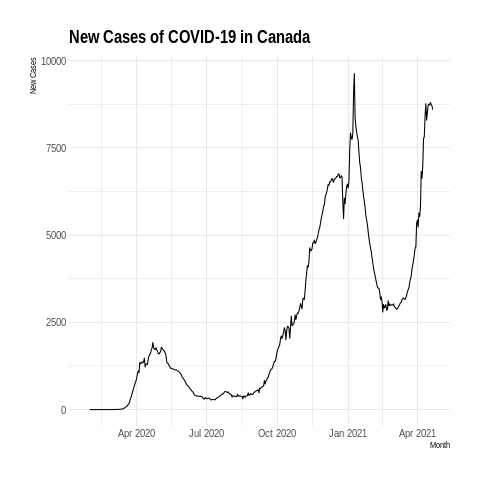 New Cases of COVID-19 in Canada
New Cases
10000
7500
5000
2500
0
Apr 2020 Jul 2020 Oct 2020 Jan 2021 Apr 2021
Month